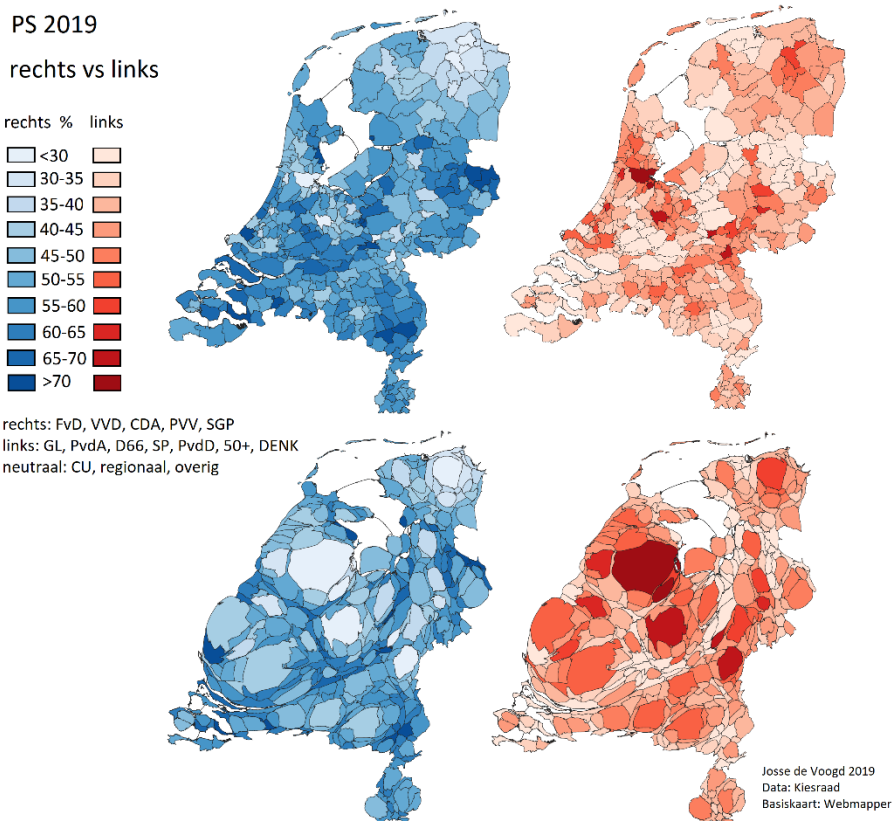 PS 2019
rechts vs links
rechts % links
<30
30-35
35-40
40-45
45-50
50-55
55-60
60-65
65-70
>70
rechts: FvD, VVD, CDA, PVV, SGP
links: GL, PvdA, D66, SP, PvdD, 50+, DENK
neutraal: CU, regionaal, overig
Josse de Voogd 2019
Data: Kiesraad
Basiskaart: Webmapper